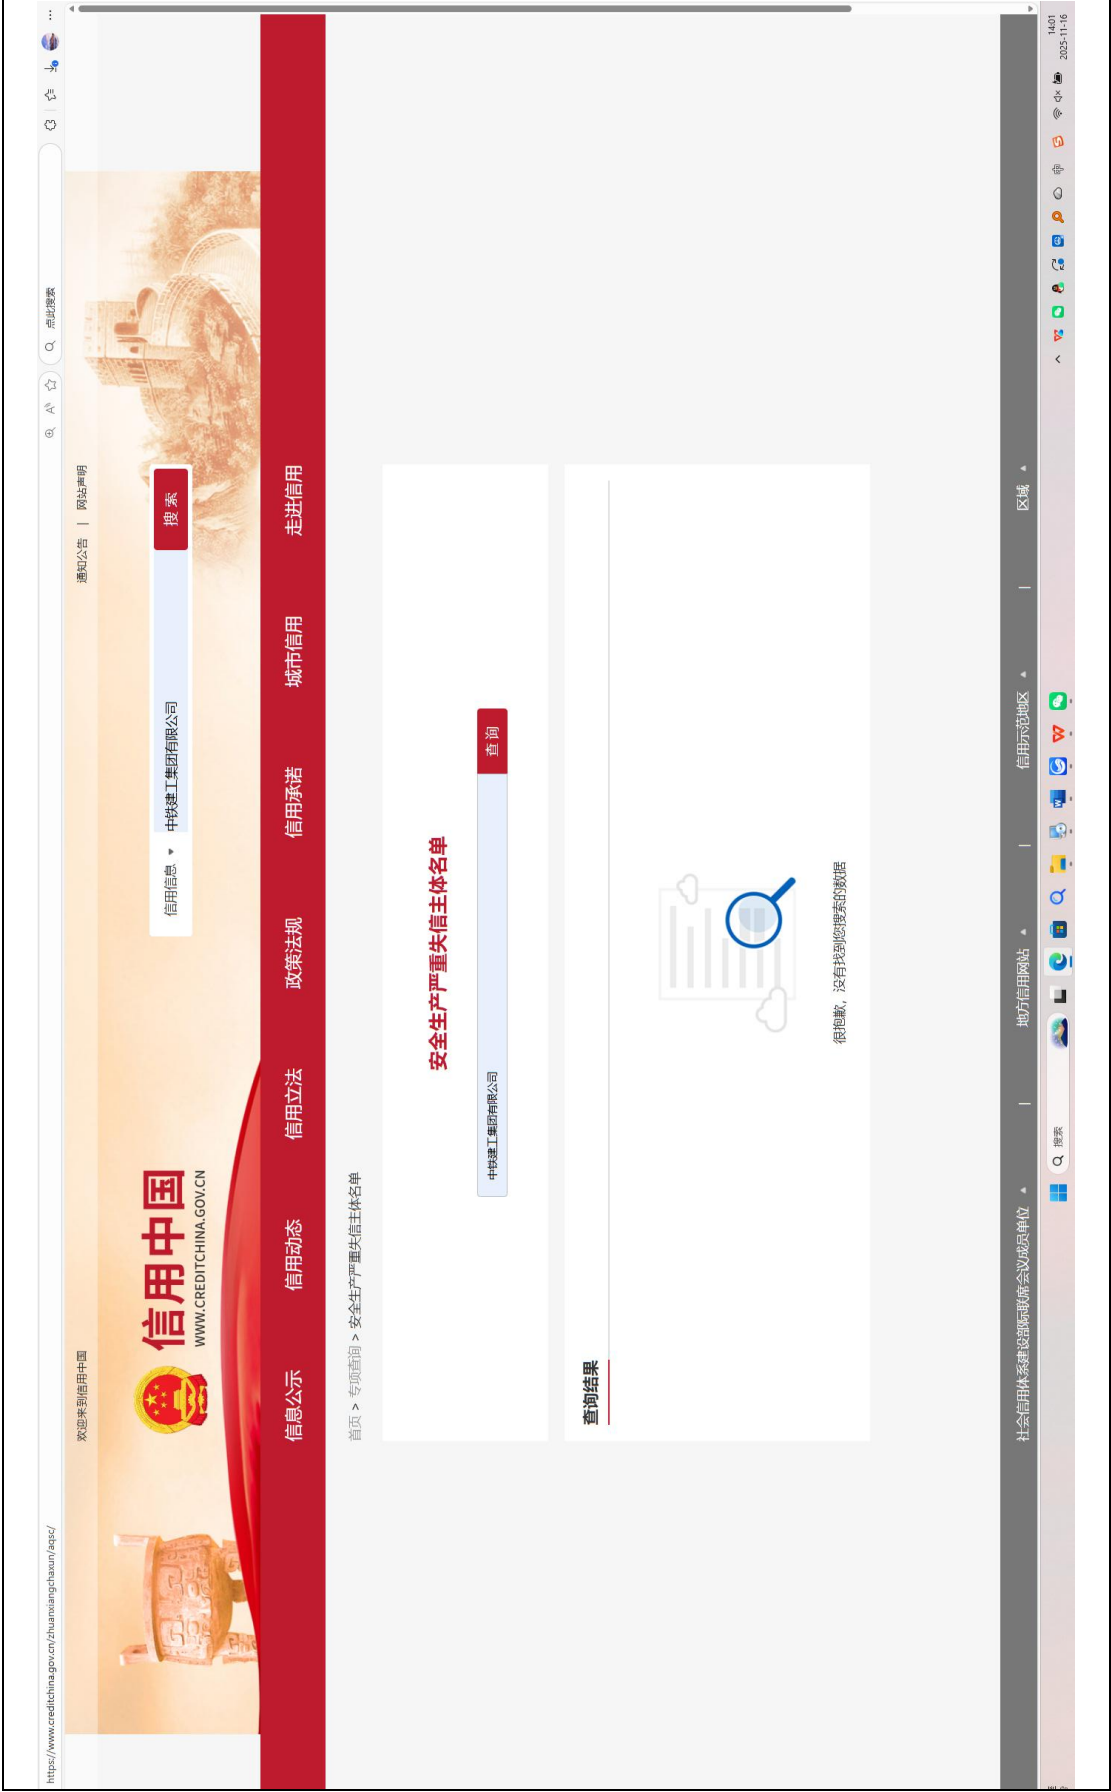 https://www.creditchina.gov.cn/zhuanxiangchaxun/aqsc/
点此搜索
欢迎来到信用中国
通知公告 | 网站声明
信用中国
WWW.CREDITCHINA.GOV.CN
信用信息 中铁建工集团有限公司 搜索
信息公示 信用动态 信用立法 政策法规 信用承诺 城市信用 走进信用
首页 > 专项查询 > 安全生产严重失信主体名单
安全生产严重失信主体名单
中铁建工集团有限公司 查询
查询结果
很抱歉，没有找到您搜索的数据
社会信用体系建设部际联席会议成员单位 | 地方信用网站 | 信用示范地区 | 区域
搜索
中
14:01
2025-11-16